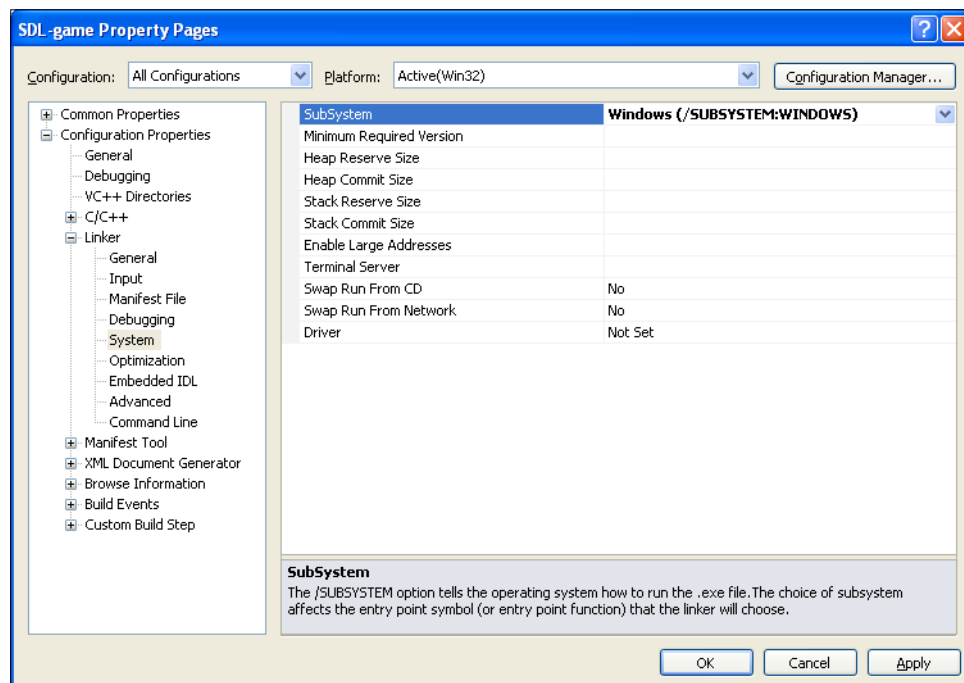 SDL-game Property Pages
Configuration: All Configurations Platform: Active(Win32) Configuration Manager...
Common Properties
Configuration Properties
General
Debugging
VC++ Directories
C/C++
Linker
General
Input
Manifest File
Debugging
System
Optimization
Embedded IDL
Advanced
Command Line
Manifest Tool
XML Document Generator
Browse Information
Build Events
Custom Build Step
SubSystem Windows (/SUBSYSTEM:WINDOWS)
Minimum Required Version
Heap Reserve Size
Heap Commit Size
Stack Reserve Size
Stack Commit Size
Enable Large Addresses
Terminal Server
Swap Run From CD No
Swap Run From Network No
Driver Not Set
SubSystem
The /SUBSYSTEM option tells the operating system how to run the .exe file.The choice of subsystem
affects the entry point symbol (or entry point function) that the linker will choose.
OK Cancel Apply